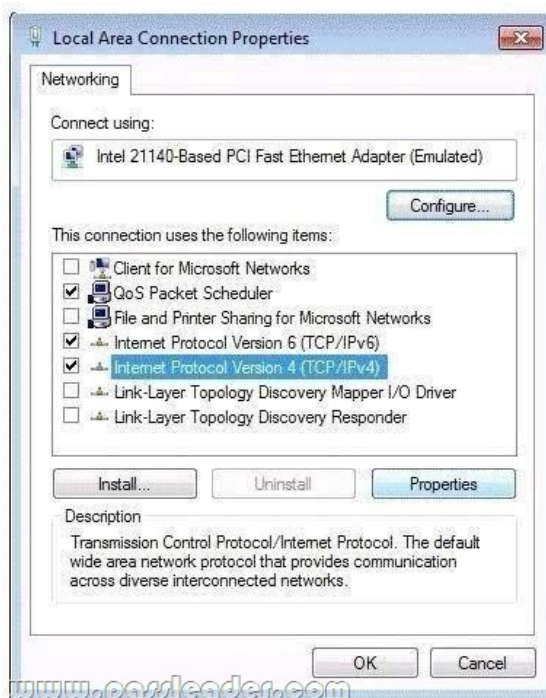 Local Area Connection Properties
Networking
Connect using:
Intel 21140-Based PCI Fast Ethernet Adapter (Emulated)
Configure...
This connection uses the following items:
Client for Microsoft Networks
QoS Packet Scheduler
File and Printer Sharing for Microsoft Networks
Internet Protocol Version 6 (TCP/IPv6)
Internet Protocol Version 4 (TCP/IPv4)
Link-Layer Topology Discovery Mapper I/O Driver
Link-Layer Topology Discovery Responder
Install... Uninstall Properties
Description
Transmission Control Protocol/Internet Protocol. The default
wide area network protocol that provides communication
across diverse interconnected networks.
OK Cancel
www.passleader.com